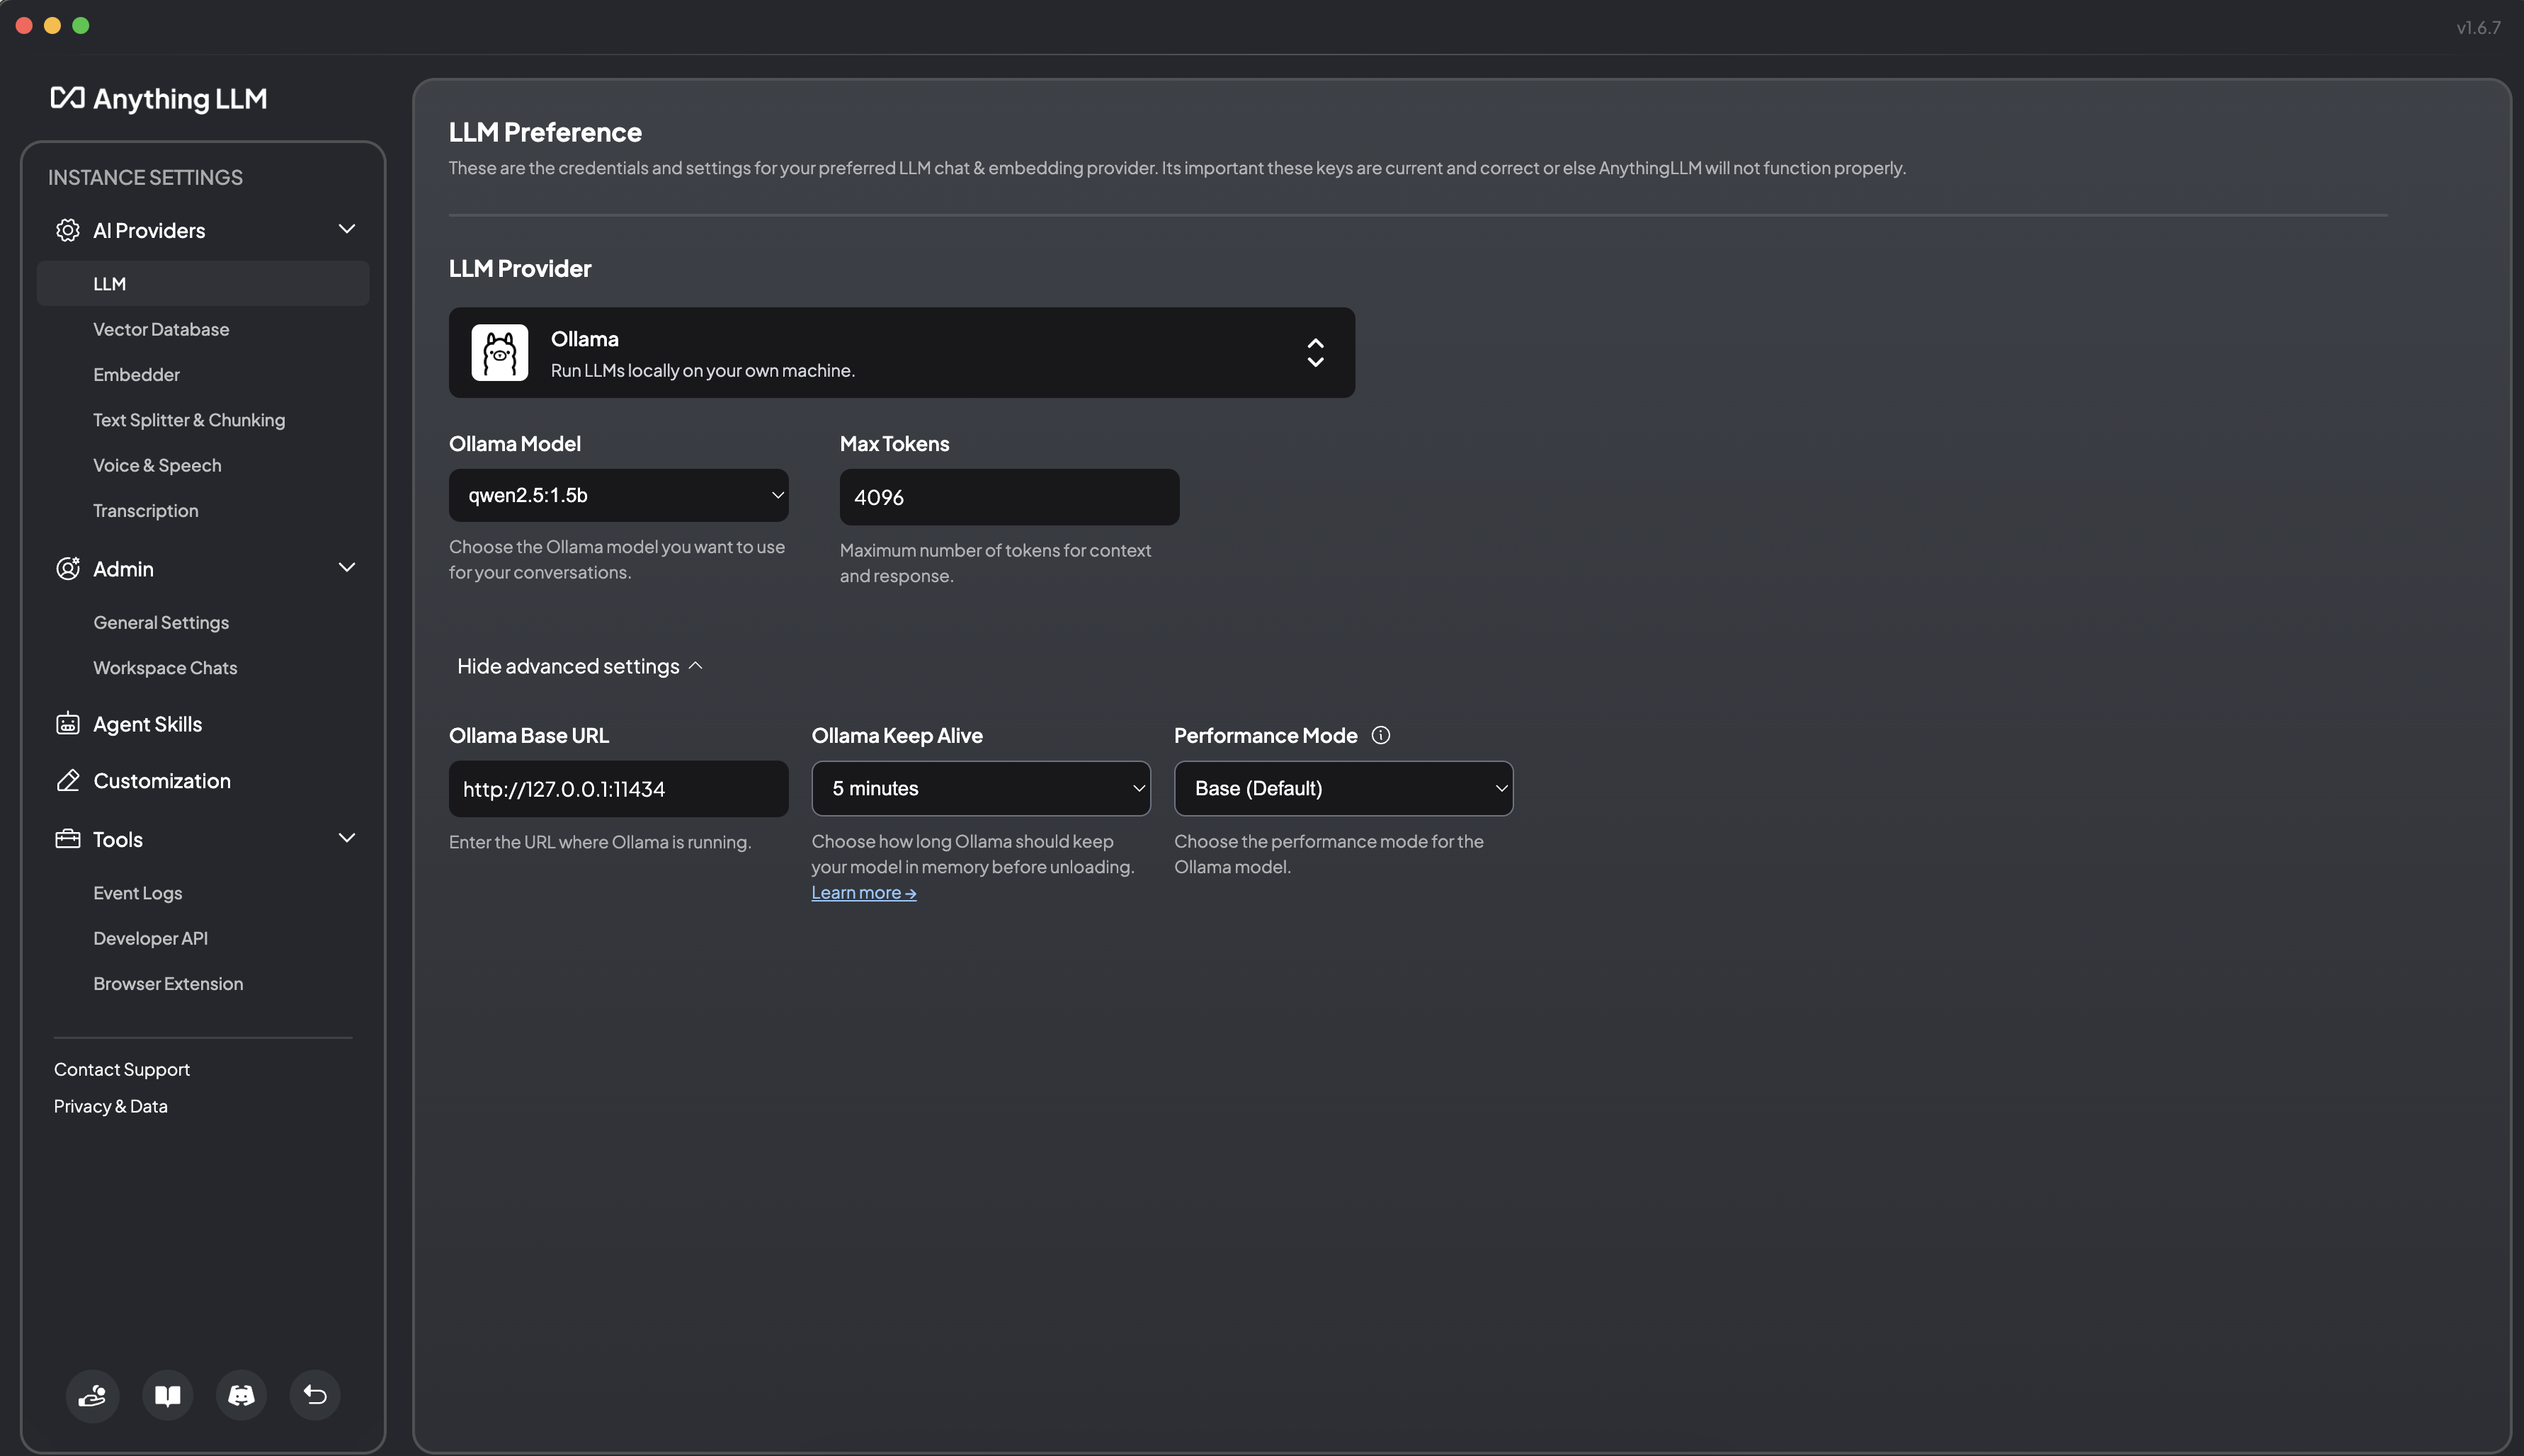 v1.6.7
Anything LLM
INSTANCE SETTINGS
AI Providers
LLM
Vector Database
Embedder
Text Splitter & Chunking
Voice & Speech
Transcription
Admin
General Settings
Workspace Chats
Agent Skills
Customization
Tools
Event Logs
Developer API
Browser Extension
Contact Support
Privacy & Data
LLM Preference
These are the credentials and settings for your preferred LLM chat & embedding provider. Its important these keys are current and correct or else AnythingLLM will not function properly.
LLM Provider
Ollama
Run LLMs locally on your own machine.
Ollama Model
qwen2.5:1.5b
Choose the Ollama model you want to use
for your conversations.
Max Tokens
4096
Maximum number of tokens for context
and response.
Hide advanced settings
Ollama Base URL
http://127.0.0.1:11434
Enter the URL where Ollama is running.
Ollama Keep Alive
5 minutes
Choose how long Ollama should keep
your model in memory before unloading.
Learn more →
Performance Mode
Base (Default)
Choose the performance mode for the
Ollama model.